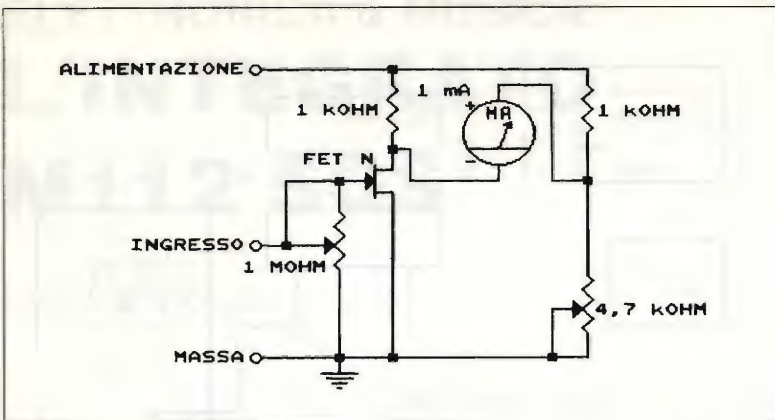 ALIMENTAZIONE
1 mA
+
1 kOHM
MA
1 kOHM
FET N
-
INGRESSO
1 MOHM
4,7 kOHM
MASSA